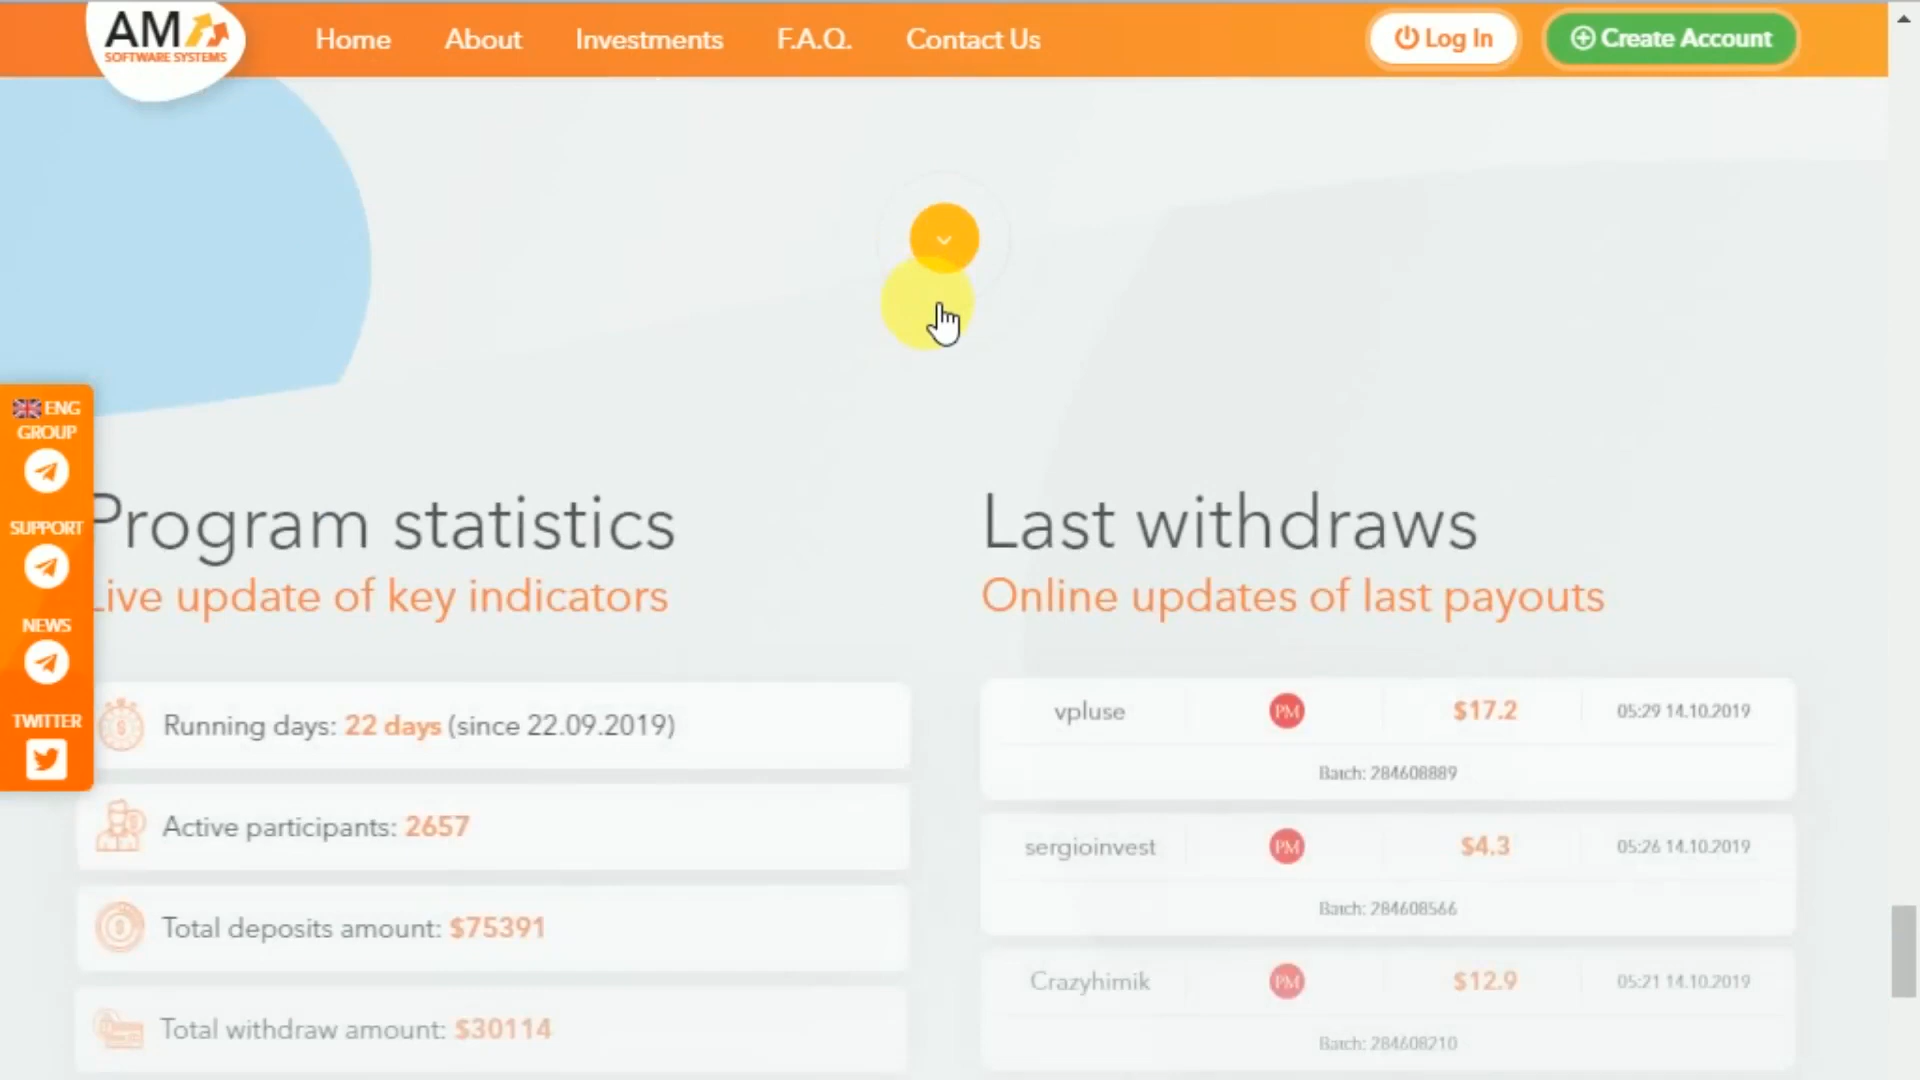 AM
SOFTWARE SYSTEMS
Home
About
Investments
F.A.Q.
Contact Us
Log In
Create Account
ENG
GROUP
SUPPORT
NEWS
TWITTER
Program statistics
Live update of key indicators
Running days: 22 days (since 22.09.2019)
Active participants: 2657
Total deposits amount: $75391
Total withdraw amount: $30114
Last withdraws
Online updates of last payouts
vpluse PM $17.2 05:29 14.10.2019
Batch: 284608889
sergioinvest PM $4.3 05:26 14.10.2019
Batch: 284608566
Crazyhimik PM $12.9 05:21 14.10.2019
Batch: 284608210